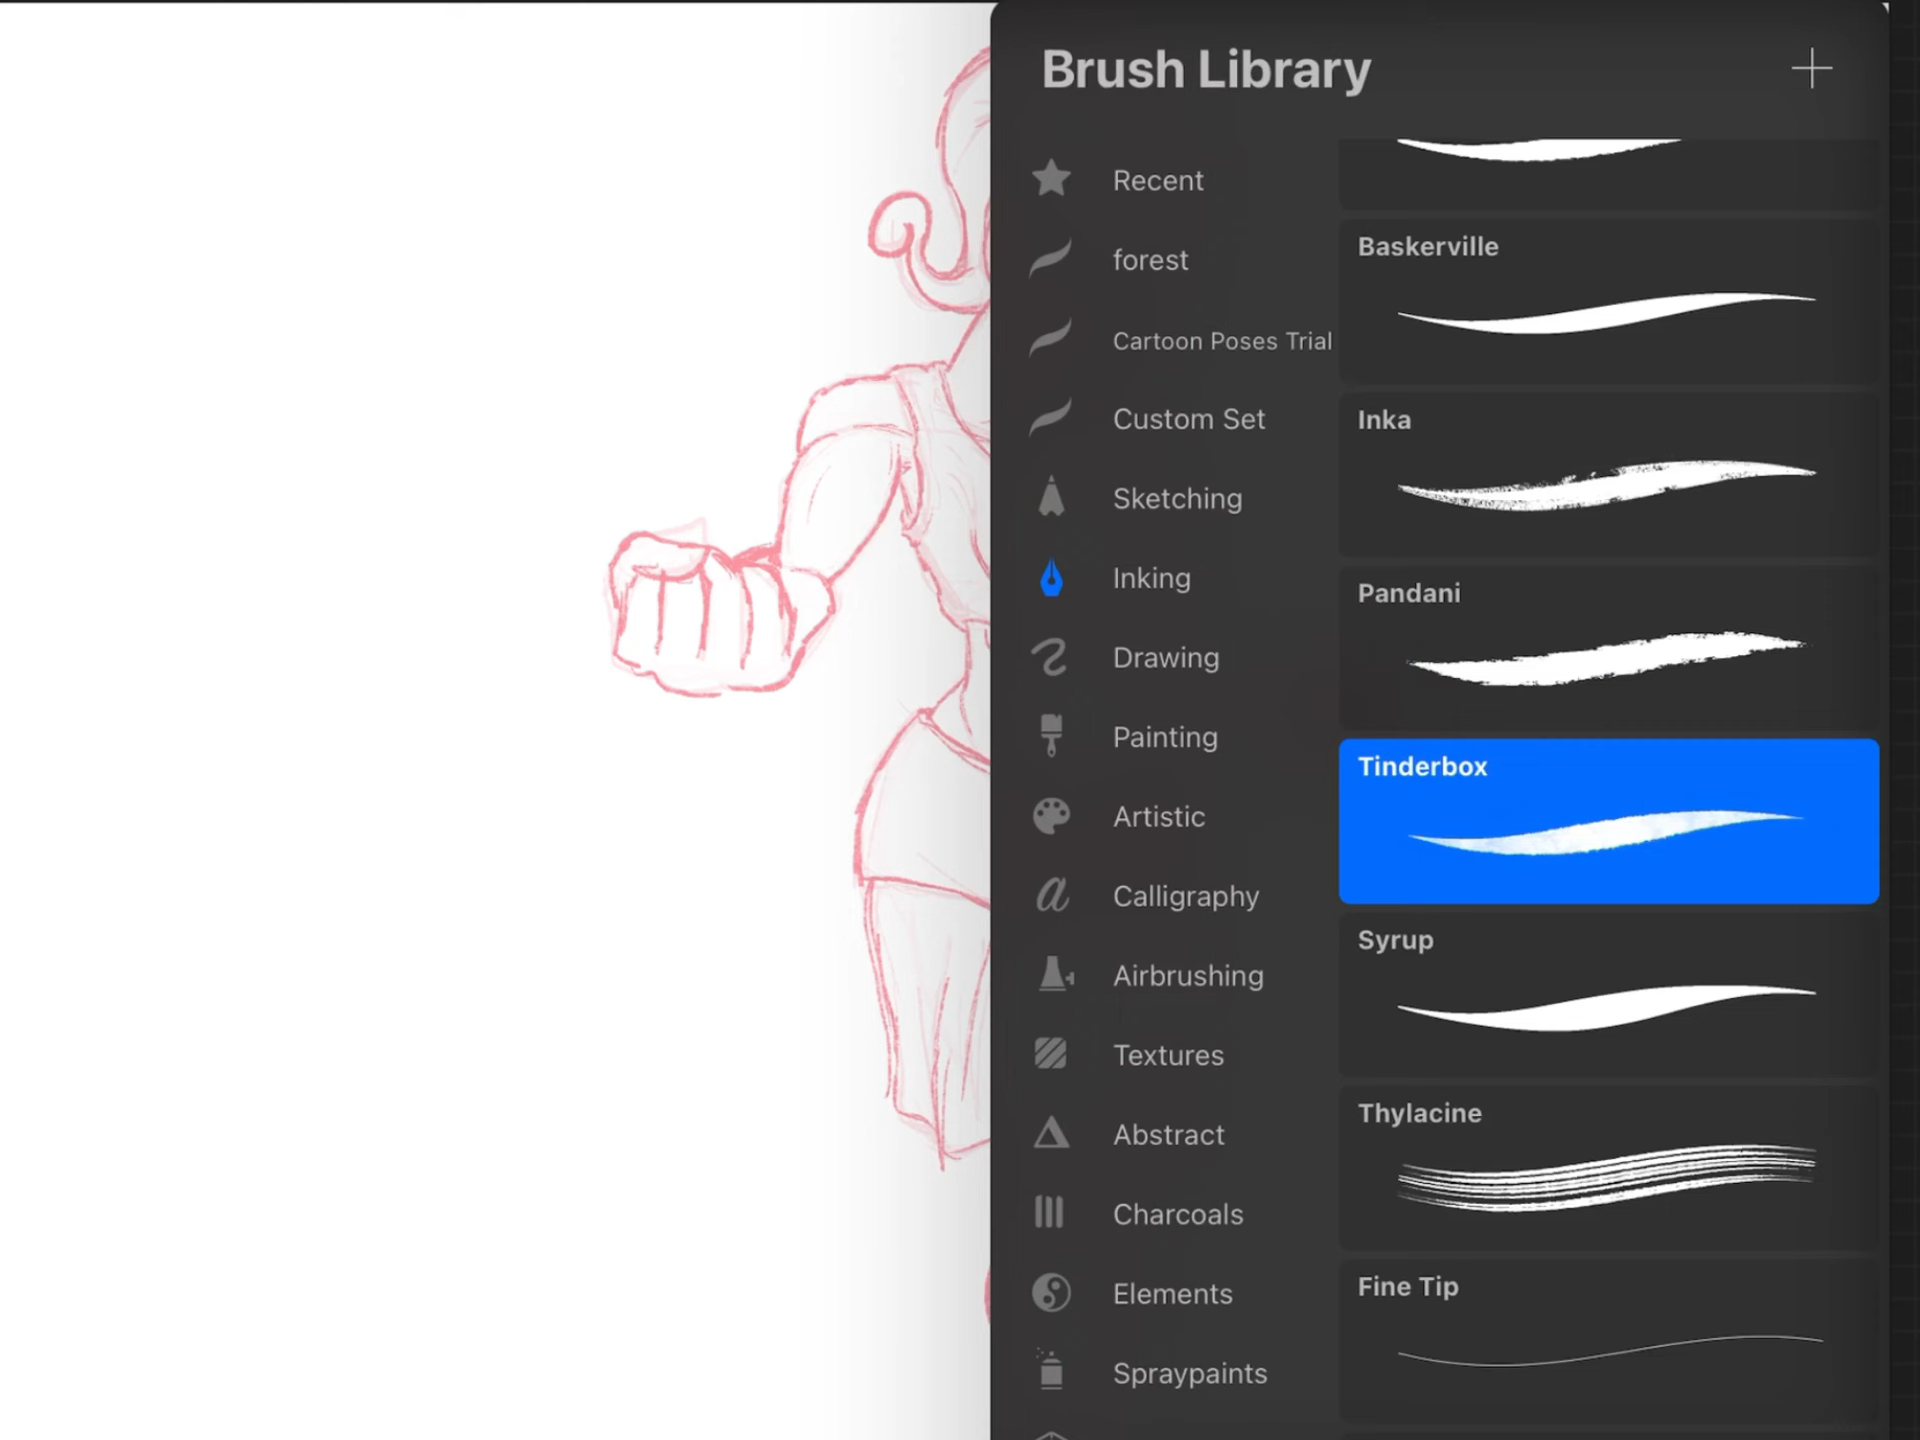 Brush Library
Recent
forest
Cartoon Poses Trial
Custom Set
Sketching
Inking
Drawing
Painting
Artistic
Calligraphy
Airbrushing
Textures
Abstract
Charcoals
Elements
Spraypaints
Baskerville
Inka
Pandani
Tinderbox
Syrup
Thylacine
Fine Tip